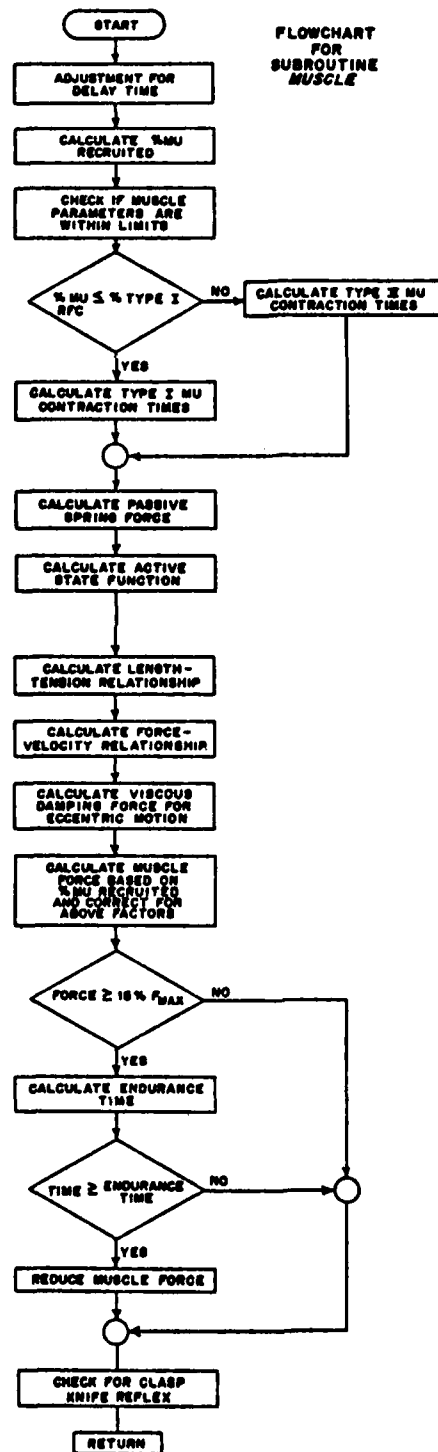 START
FLOWCHART
FOR
SUBROUTINE
MUSCLE
ADJUSTMENT FOR
DELAY TIME
CALCULATE %MU
RECRUITED
CHECK IF MUSCLE
PARAMETERS ARE
WITHIN LIMITS
% MU ≤ % TYPE I
RFC
NO
CALCULATE TYPE II MU
CONTRACTION TIMES
YES
CALCULATE TYPE I MU
CONTRACTION TIMES
CALCULATE PASSIVE
SPRING FORCE
CALCULATE ACTIVE
STATE FUNCTION
CALCULATE LENGTH-
TENSION RELATIONSHIP
CALCULATE FORCE-
VELOCITY RELATIONSHIP
CALCULATE VISCOUS
DAMPING FORCE FOR
ECCENTRIC MOTION
CALCULATE MUSCLE
FORCE BASED ON
%MU RECRUITED
AND CORRECT FOR
ABOVE FACTORS
FORCE ≥ 15% FMAX
NO
YES
CALCULATE ENDURANCE
TIME
TIME ≥ ENDURANCE
TIME
NO
YES
REDUCE MUSCLE FORCE
CHECK FOR CLASP
KNIFE REFLEX
RETURN